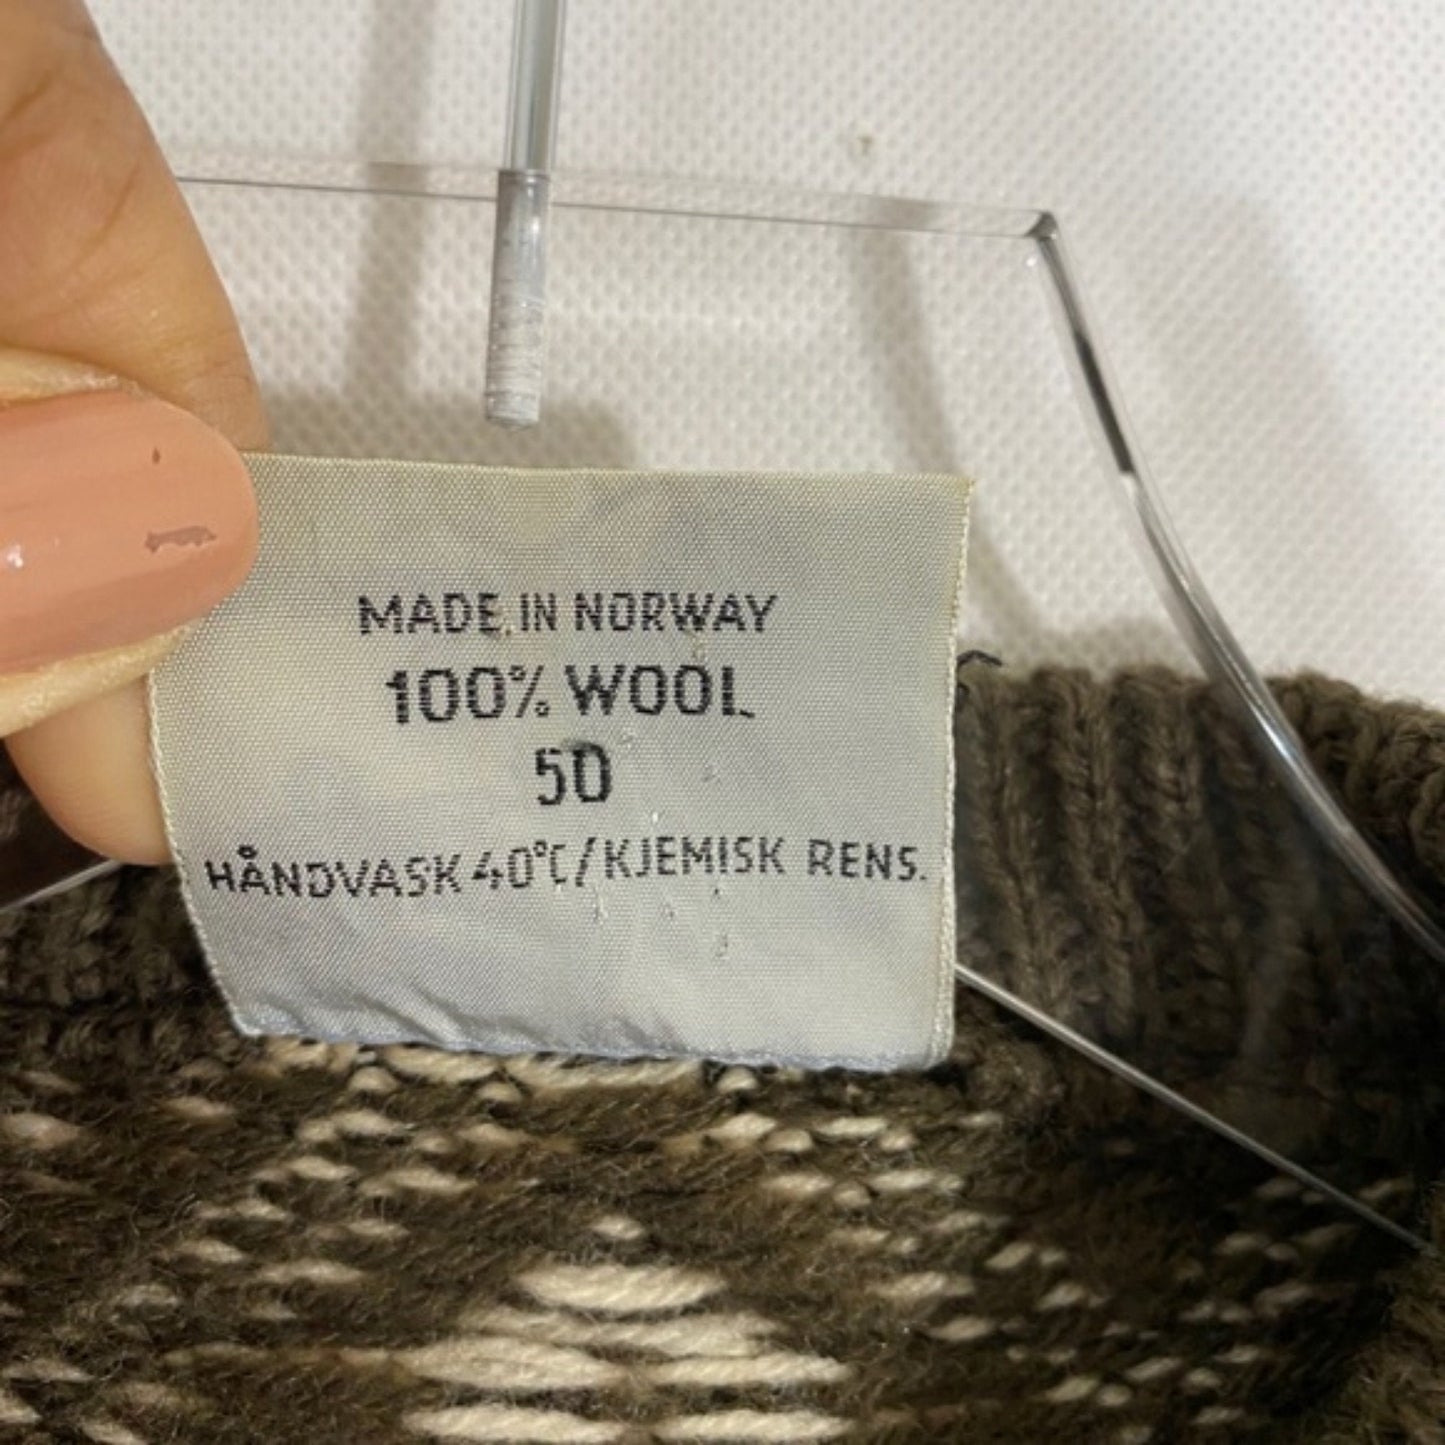 MADE IN NORWAY
100% WOOL
50
HÅNDVASK 40°C/KJEMISK RENS.